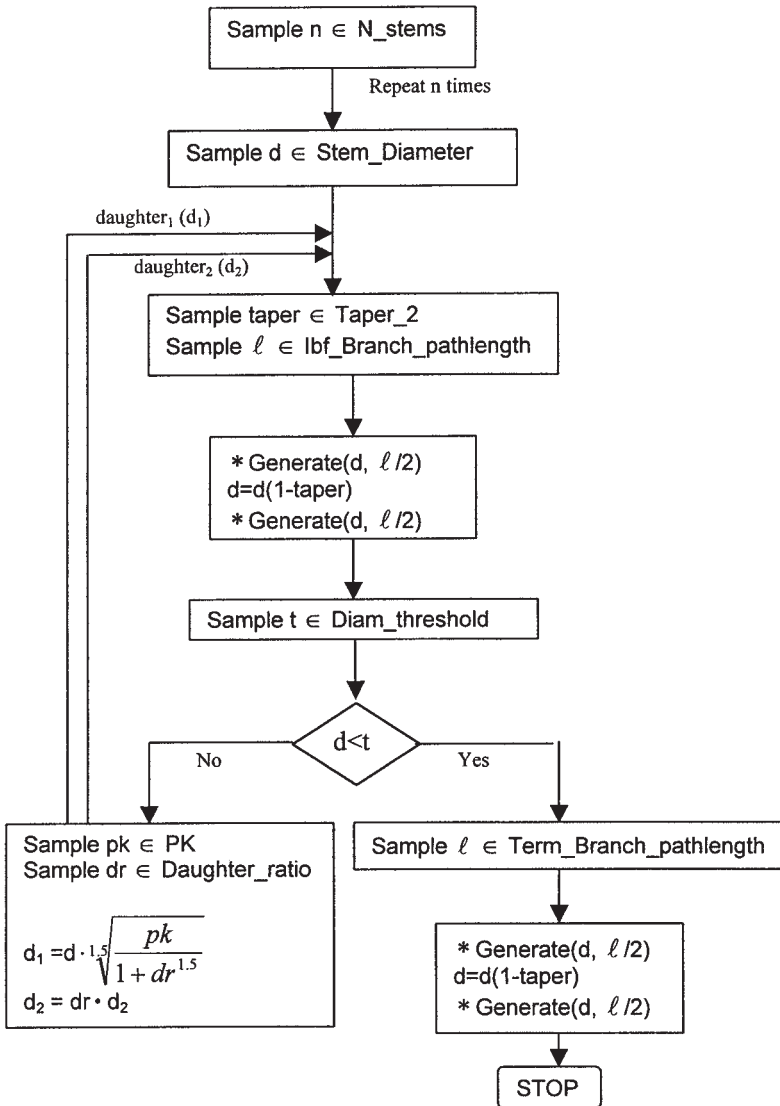 Sample n ∈ N_stems
Repeat n times
Sample d ∈ Stem_Diameter
daughter₁ (d₁)
daughter₂ (d₂)
Sample taper ∈ Taper_2
Sample ℓ ∈ Ibf_Branch_pathlength
* Generate(d, ℓ/2)
d=d(1-taper)
* Generate(d, ℓ/2)
Sample t ∈ Diam_threshold
d<t
No
Yes
Sample pk ∈ PK
Sample dr ∈ Daughter_ratio
d₁ =d · ¹·⁵√(pk / (1 + dr¹·⁵))
d₂ = dr • d₂
Sample ℓ ∈ Term_Branch_pathlength
* Generate(d, ℓ/2)
d=d(1-taper)
* Generate(d, ℓ/2)
STOP